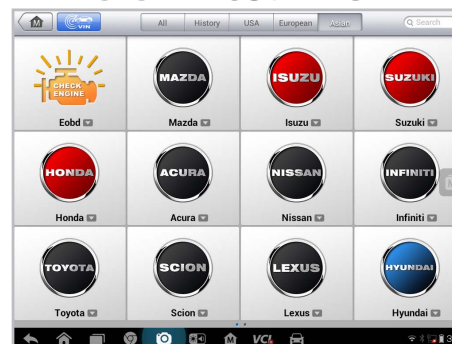 M VIN All History USA European Asian Search
CHECK ENGINE MAZDA ISUZU SUZUKI
Eobd Mazda Isuzu Suzuki
HONDA ACURA NISSAN INFINITI
Honda Acura Nissan Infiniti
TOYOTA SCION LEXUS HYUNDAI
Toyota Scion Lexus Hyundai
M VCI 3